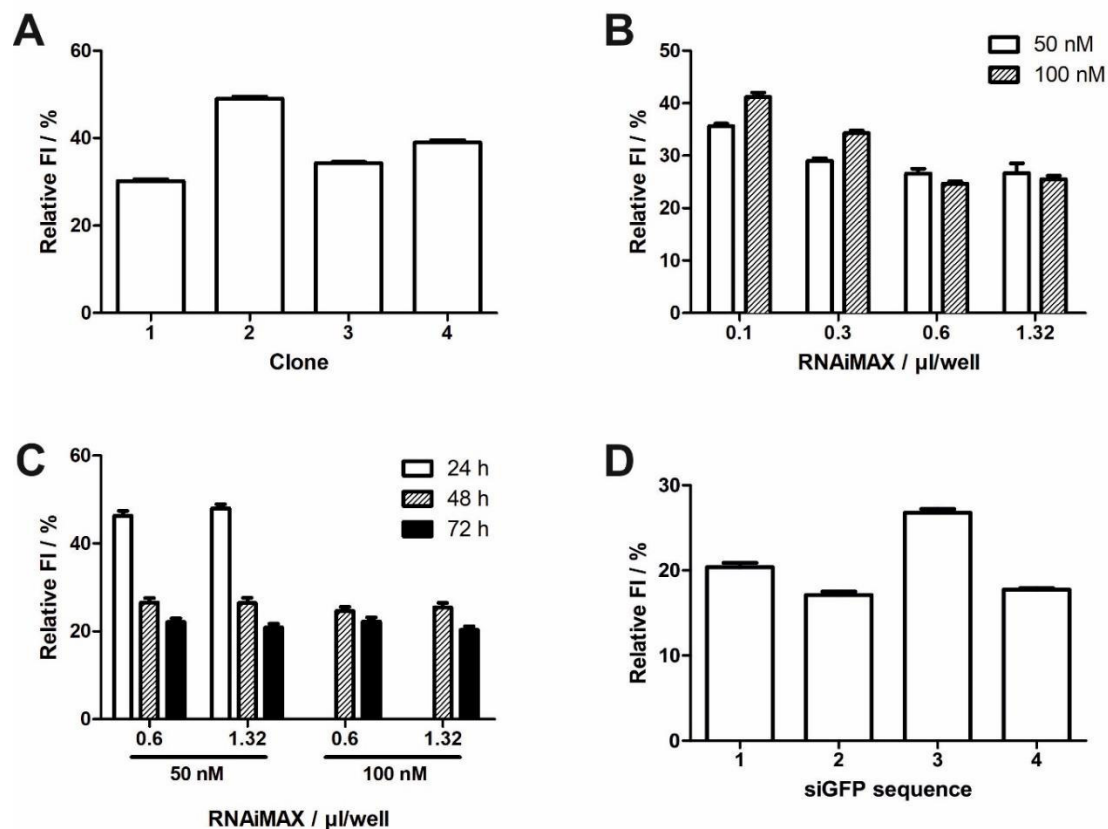 A
Relative FI / %
60
40
20
0
1 2 3 4
Clone
B
Relative FI / %
50
40
30
20
10
0
50 nM
100 nM
0.1 0.3 0.6 1.32
RNAiMAX / µl/well
C
Relative FI / %
60
40
20
0
24 h
48 h
72 h
0.6 1.32 0.6 1.32
50 nM 100 nM
RNAiMAX / µl/well
D
Relative FI / %
30
20
10
0
1 2 3 4
siGFP sequence